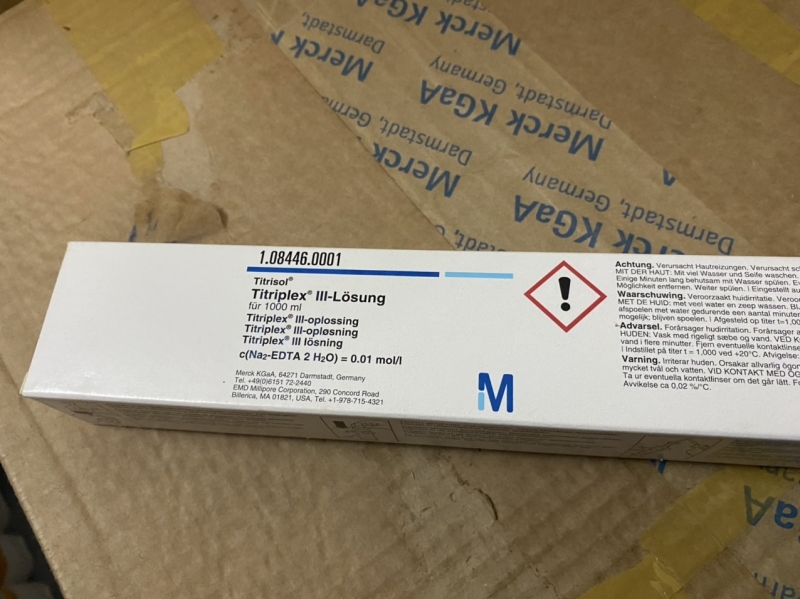 Merck KGaA
Darmstadt, Germany
Merck KGaA
Darmstadt, Germany
Merck KGaA
Darmstadt, Germany
1.08446.0001
Titrisol®
Titriplex® III-Lösung
für 1000 ml
Titriplex® III-oplossing
Titriplex® III-opløsning
Titriplex® III lösning
c(Na₂-EDTA 2 H₂O) = 0.01 mol/l
Merck KGaA, 64271 Darmstadt, Germany
Tel. +49(0)6151 72-2440
EMD Millipore Corporation, 290 Concord Road
Billerica, MA 01821, USA, Tel. +1-978-715-4321
M
Achtung. Verursacht Hautreizungen. Verursacht
MIT DER HAUT: Mit viel Wasser und Seife waschen.
Einige Minuten lang behutsam mit Wasser spülen.
Möglichkeit entfernen. Weiter spülen. | Eingestellt
Waarschuwing. Veroorzaakt huidirritatie.
MET DE HUID: met veel water en zeep wassen.
afspoelen met water gedurende een aantal minuten
mogelijk; blijven spoelen. | Afgesteld op titer
Advarsel. Forårsager hudirritation. Forårsager
HUDEN: Vask med rigeligt sæbe og vand. VED
vand i flere minutter. Fjern eventuelle
| Indstillet på titer t = 1,000 ved +20°C.
Varning. Irriterar huden. Orsakar allvarlig
mycket tvål och vatten. VID KONTAKT MED
Ta ur eventuella kontaktlinser om det går lätt.
Avvikelse ca 0,02 %/°C.